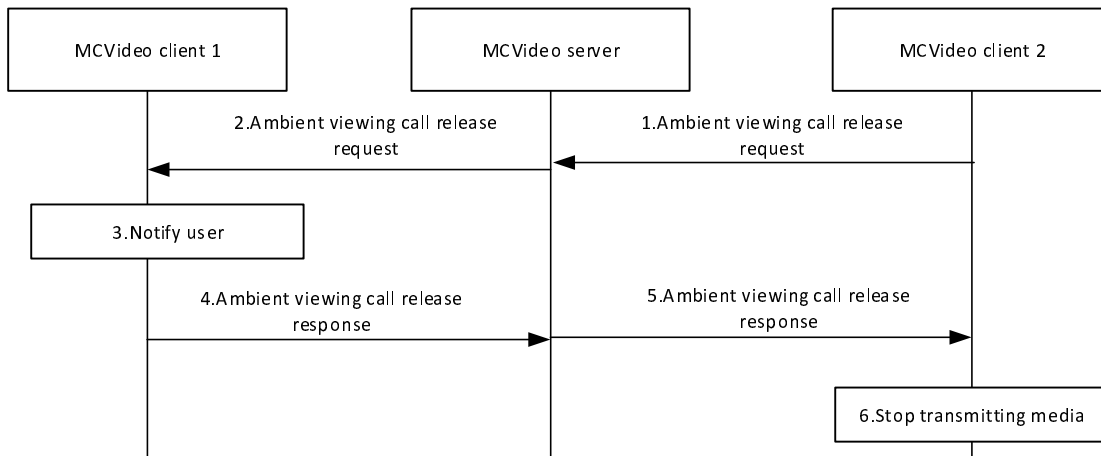 MCVideo client 1
MCVideo server
MCVideo client 2
2.Ambient viewing call release
request
1.Ambient viewing call release
request
3.Notify user
4.Ambient viewing call release
response
5.Ambient viewing call release
response
6.Stop transmitting media